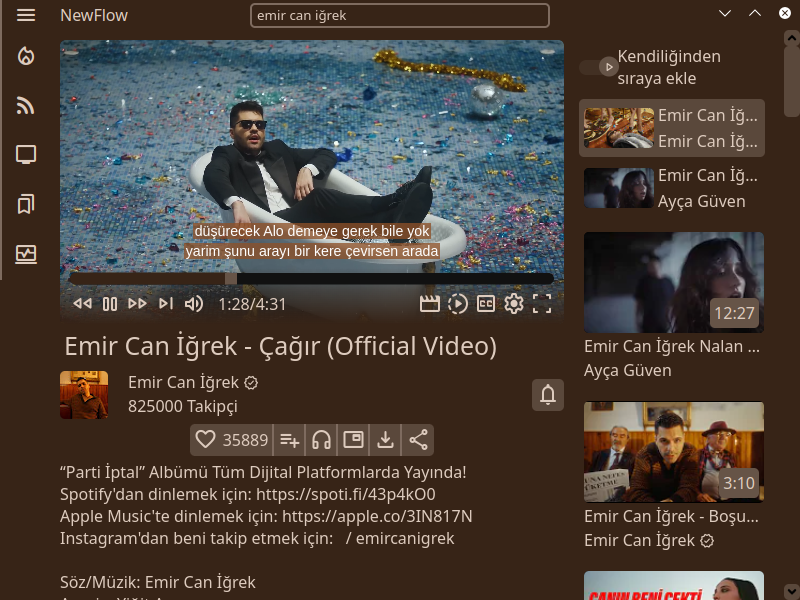 NewFlow
emir can iğrek
düşürecek Alo demeye gerek bile yok
yarim şunu arayı bir kere çevirsen arada
1:28/4:31
Emir Can İğrek - Çağır (Official Video)
Emir Can İğrek
825000 Takipçi
35889
“Parti İptal” Albümü Tüm Dijital Platformlarda Yayında!
Spotify'dan dinlemek için: https://spoti.fi/43p4kO0
Apple Music'te dinlemek için: https://apple.co/3IN817N
Instagram'dan beni takip etmek için:   / emircanigrek
Söz/Müzik: Emir Can İğrek
Kendiliğinden
sıraya ekle
Emir Can İğ...
Emir Can İğ...
Emir Can İğ...
Ayça Güven
12:27
Emir Can İğrek Nalan ...
Ayça Güven
3:10
Emir Can İğrek - Boşu...
Emir Can İğrek
CANIN BENİ ÇEKTİ